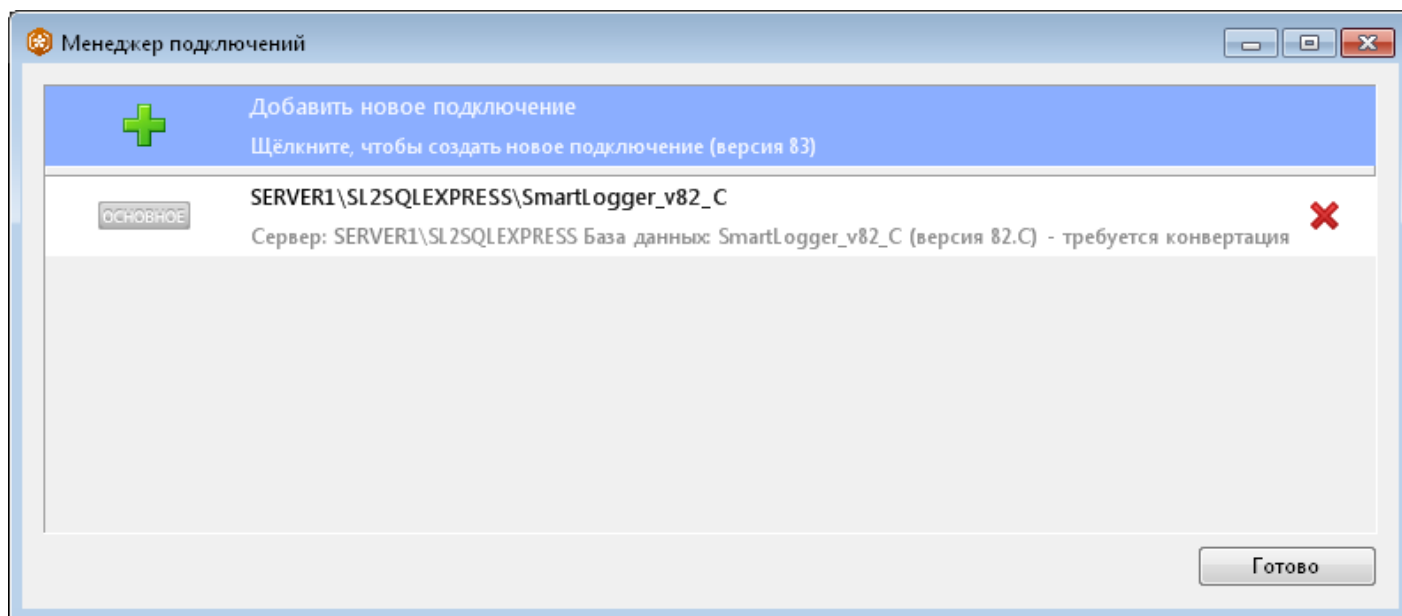 Менеджер подключений
Добавить новое подключение
Щёлкните, чтобы создать новое подключение (версия 83)
ОСНОВНОЕ
SERVER1\SL2SQLEXPRESS\SmartLogger_v82_C
Сервер: SERVER1\SL2SQLEXPRESS База данных: SmartLogger_v82_C (версия 82.C) - требуется конвертация
Готово